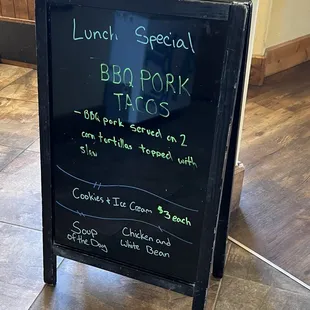 Lunch Special
BBQ PORK
TACOS
- BBQ pork served on 2
corn tortillas topped with
slaw
Cookies + Ice Cream $3 each
Soup
of the Day
Chicken and
White Bean